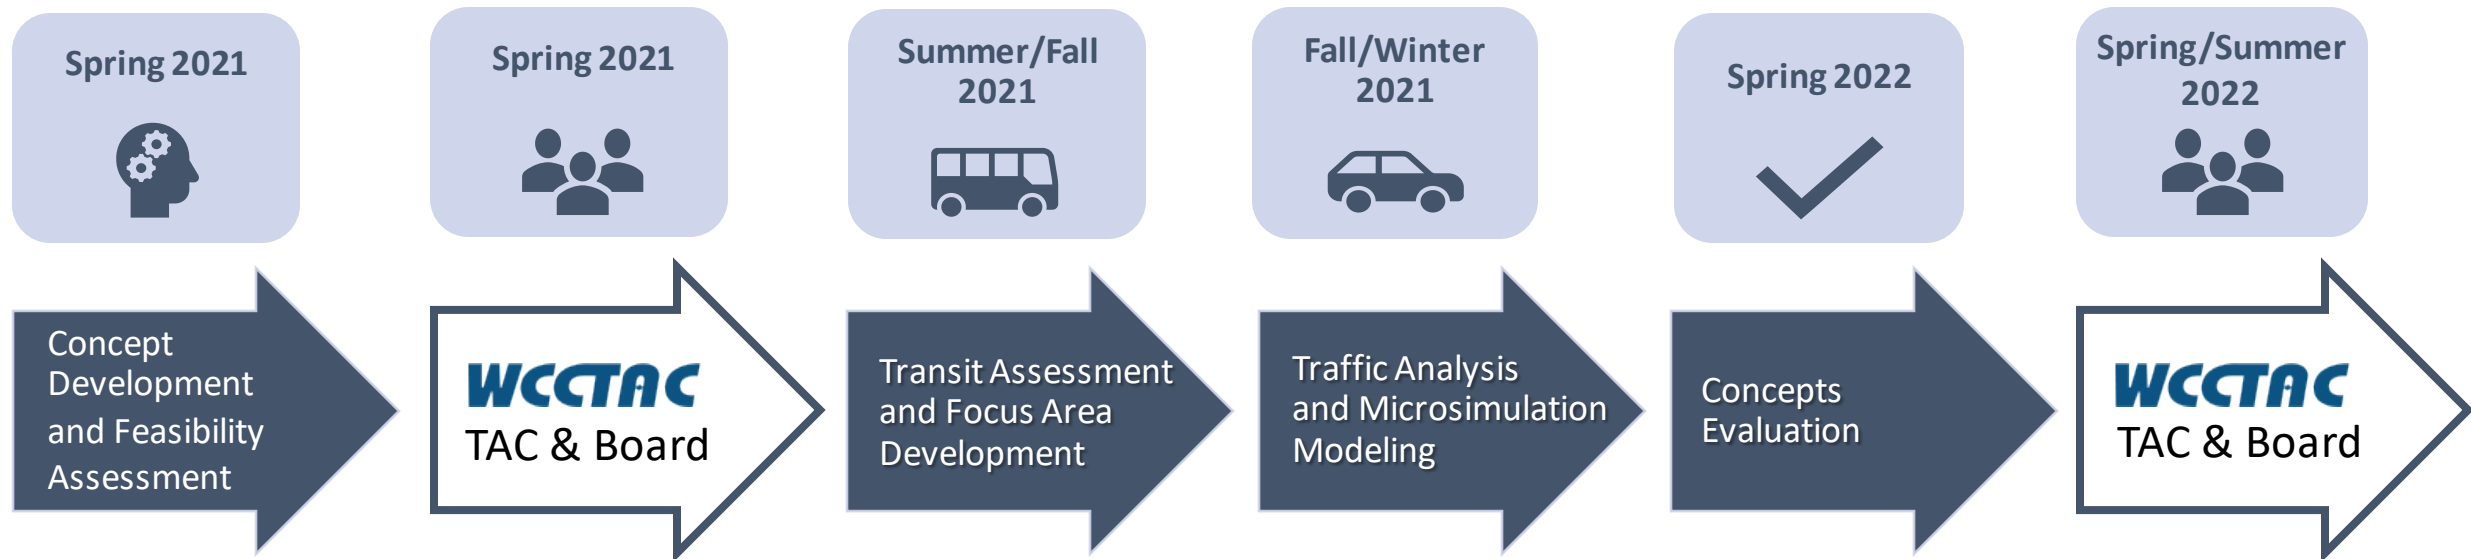 Spring 2021
Spring 2021
Summer/Fall
2021
Fall/Winter
2021
Spring 2022
Spring/Summer
2022
Concept
Development
and Feasibility
Assessment
WCCTAC
TAC & Board
Transit Assessment
and Focus Area
Development
Traffic Analysis
and Microsimulation
Modeling
Concepts
Evaluation
WCCTAC
TAC & Board